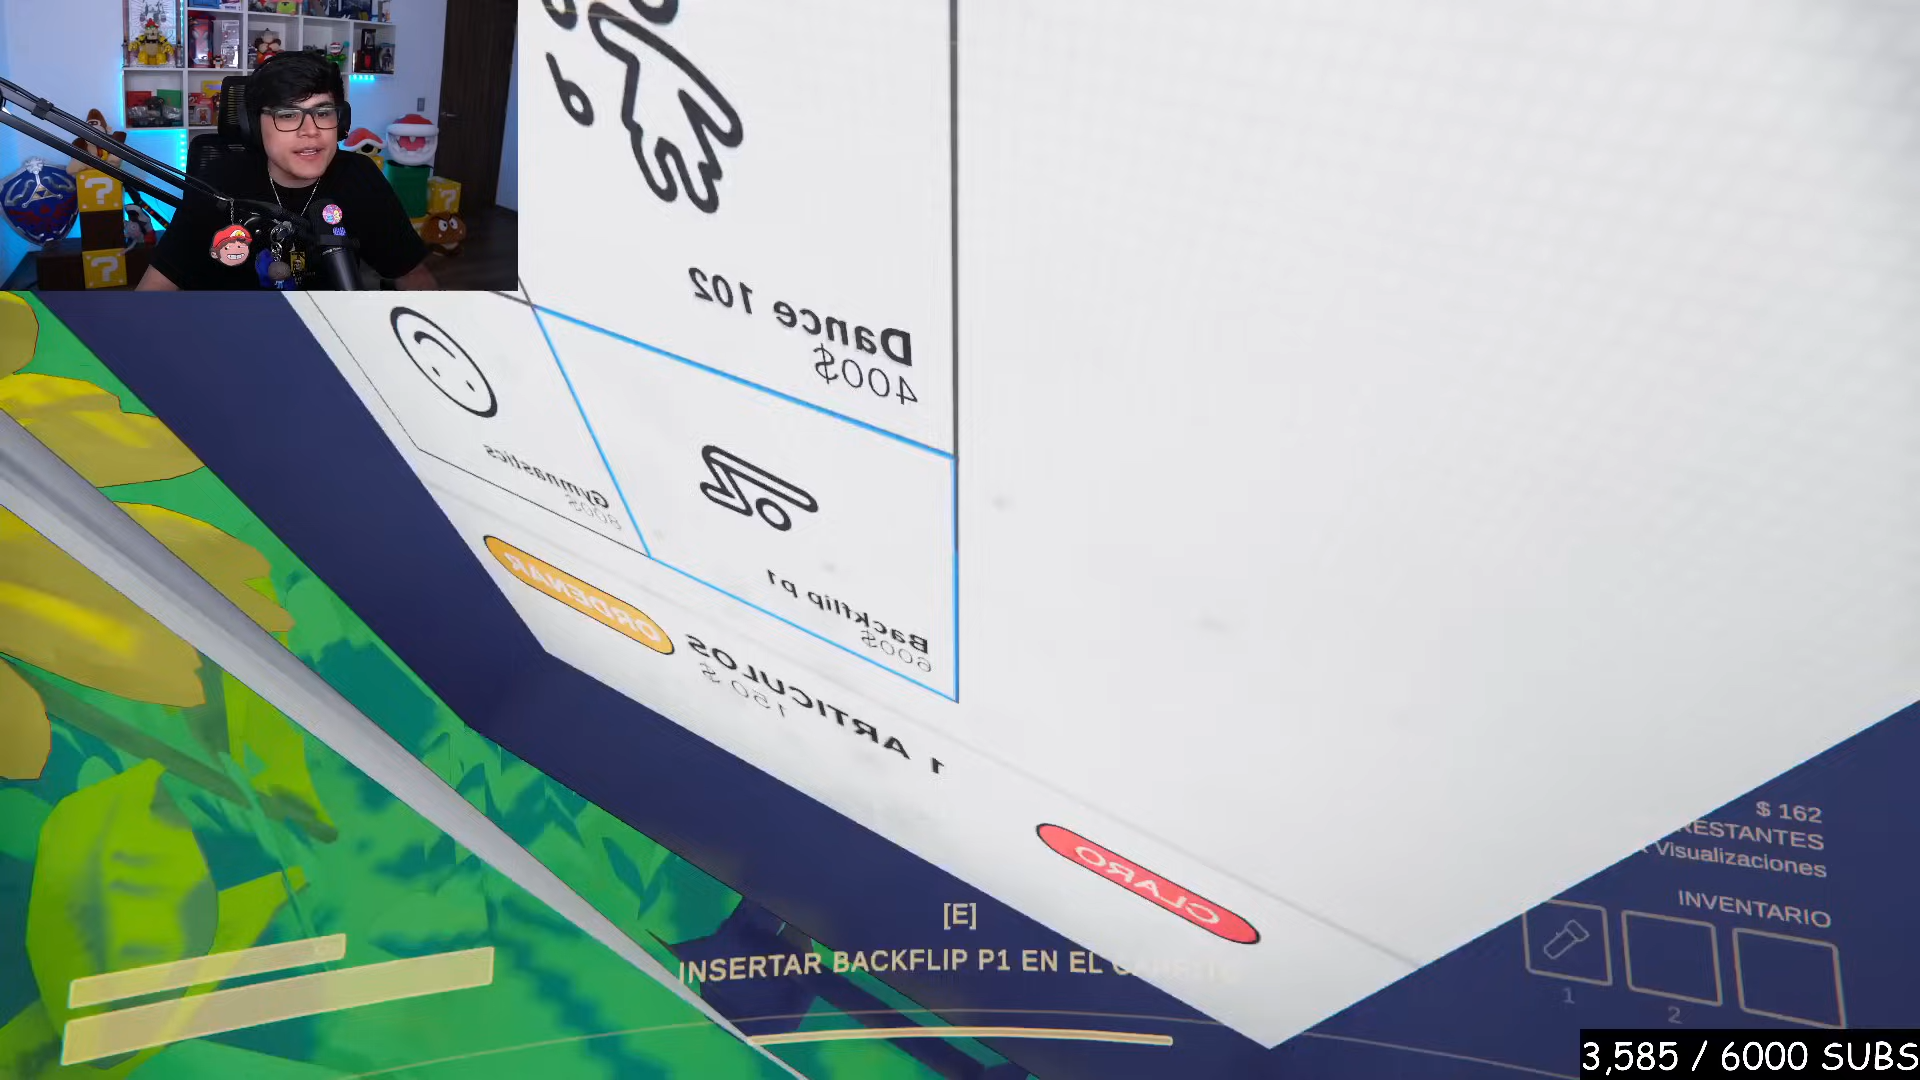 Dance 102
400$
Gymnastics
800$
Backflip p1
600$
ORDENAR
1 ARTICULOS
150 $
CLARO
[E]
INSERTAR BACKFLIP P1 EN EL
$ 162
RESTANTES
Visualizaciones
INVENTARIO
1
2
3,585 / 6000 SUBS